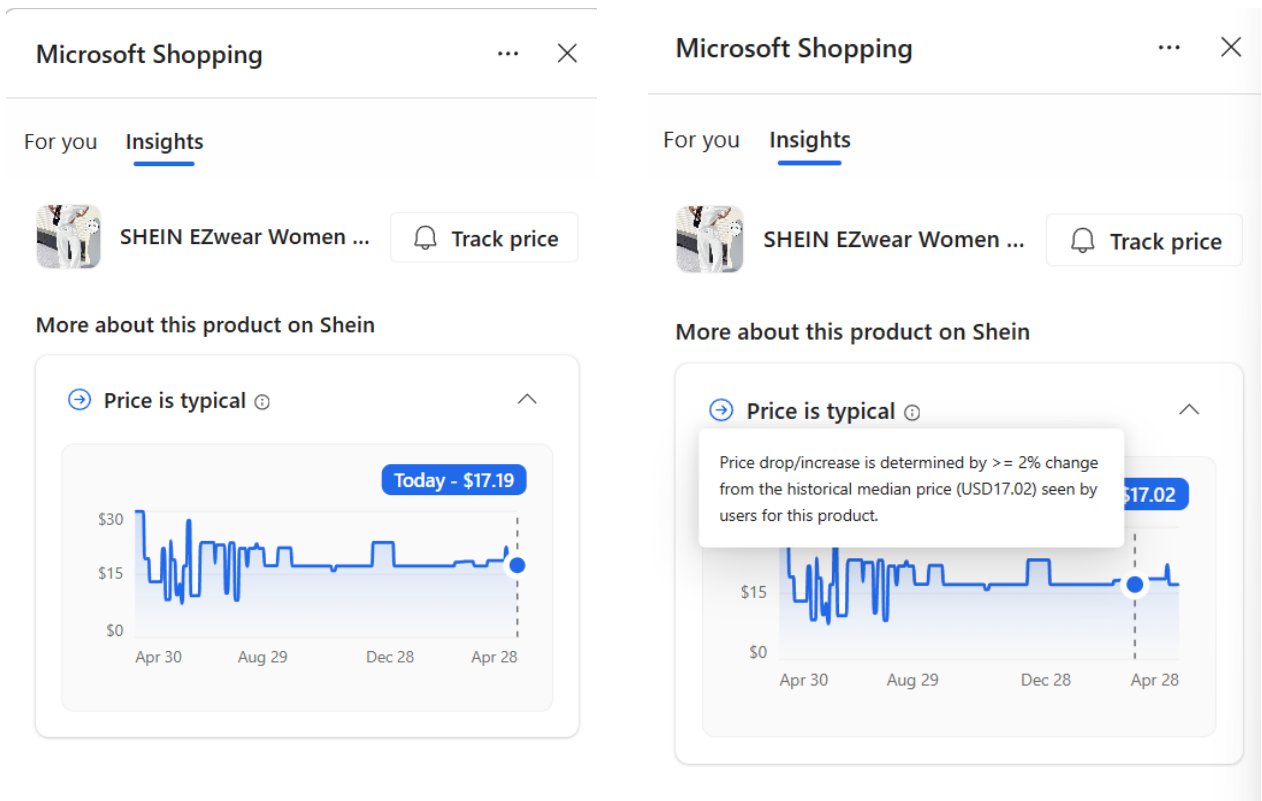 Microsoft Shopping
For you Insights
SHEIN EZwear Women ... Track price
More about this product on Shein
Price is typical
Today - $17.19
$30
$15
$0
Apr 30 Aug 29 Dec 28 Apr 28
Microsoft Shopping
For you Insights
SHEIN EZwear Women ... Track price
More about this product on Shein
Price is typical
Price drop/increase is determined by >= 2% change
from the historical median price (USD17.02) seen by
users for this product.
$17.02
$15
$0
Apr 30 Aug 29 Dec 28 Apr 28